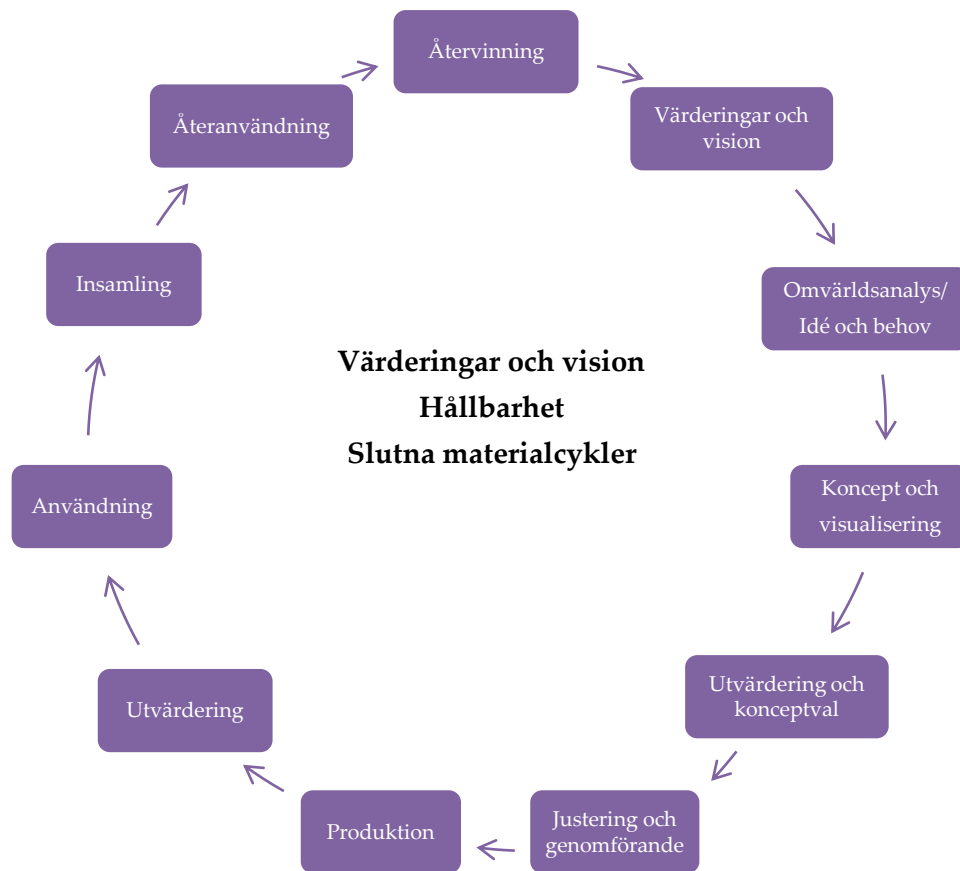 Återvinning
Värderingar och
vision
Omvärldsanalys/
Idé och behov
Koncept och
visualisering
Utvärdering och
konceptval
Justering och
genomförande
Produktion
Utvärdering
Användning
Insamling
Återanvändning
Värderingar och vision
Hållbarhet
Slutna materialcykler